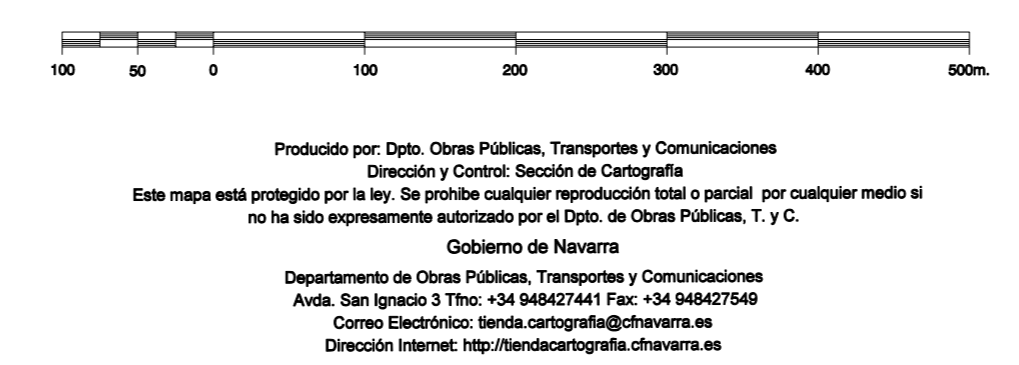 100 50 0 100 200 300 400 500m.
Producido por: Dpto. Obras Públicas, Transportes y Comunicaciones
Dirección y Control: Sección de Cartografía
Este mapa está protegido por la ley. Se prohibe cualquier reproducción total o parcial por cualquier medio si
no ha sido expresamente autorizado por el Dpto. de Obras Públicas, T. y C.
Gobierno de Navarra
Departamento de Obras Públicas, Transportes y Comunicaciones
Avda. San Ignacio 3 Tfno: +34 948427441 Fax: +34 948427549
Correo Electrónico: tienda.cartografia@cfnavarra.es
Dirección Internet: http://tiendacartografia.cfnavarra.es